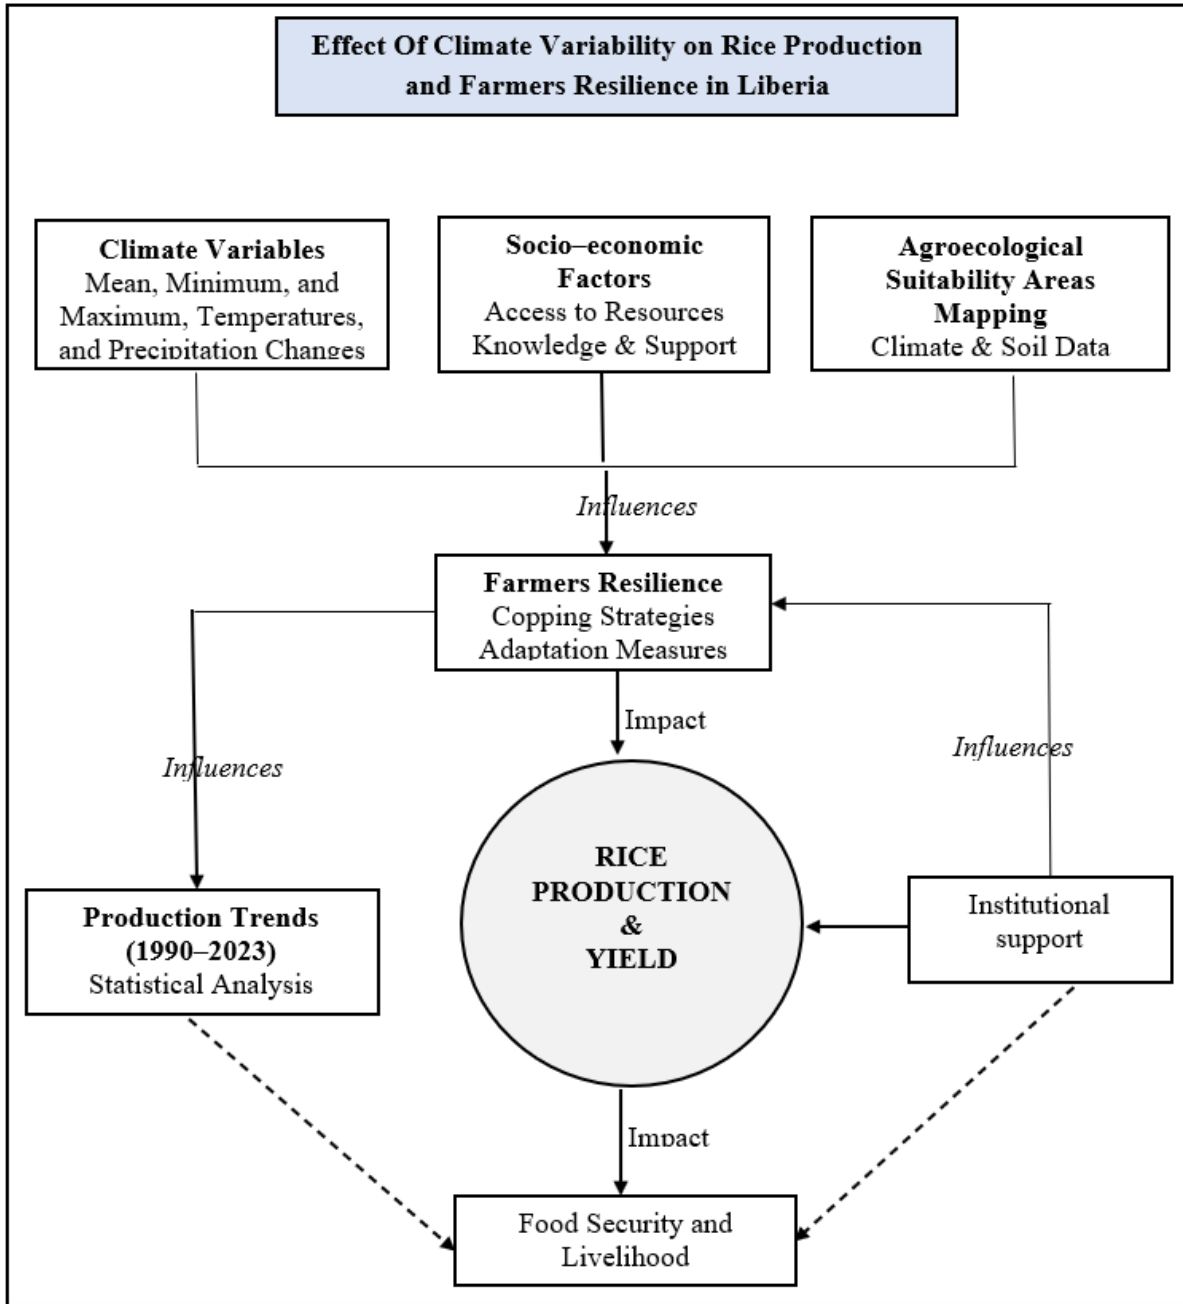 Effect Of Climate Variability on Rice Production
and Farmers Resilience in Liberia
Climate Variables
Mean, Minimum, and
Maximum, Temperatures,
and Precipitation Changes
Socio–economic
Factors
Access to Resources
Knowledge & Support
Agroecological
Suitability Areas
Mapping
Climate & Soil Data
Influences
Farmers Resilience
Copping Strategies
Adaptation Measures
Impact
Influences
Influences
RICE
PRODUCTION
&
YIELD
Production Trends
(1990–2023)
Statistical Analysis
Institutional
support
Impact
Food Security and
Livelihood